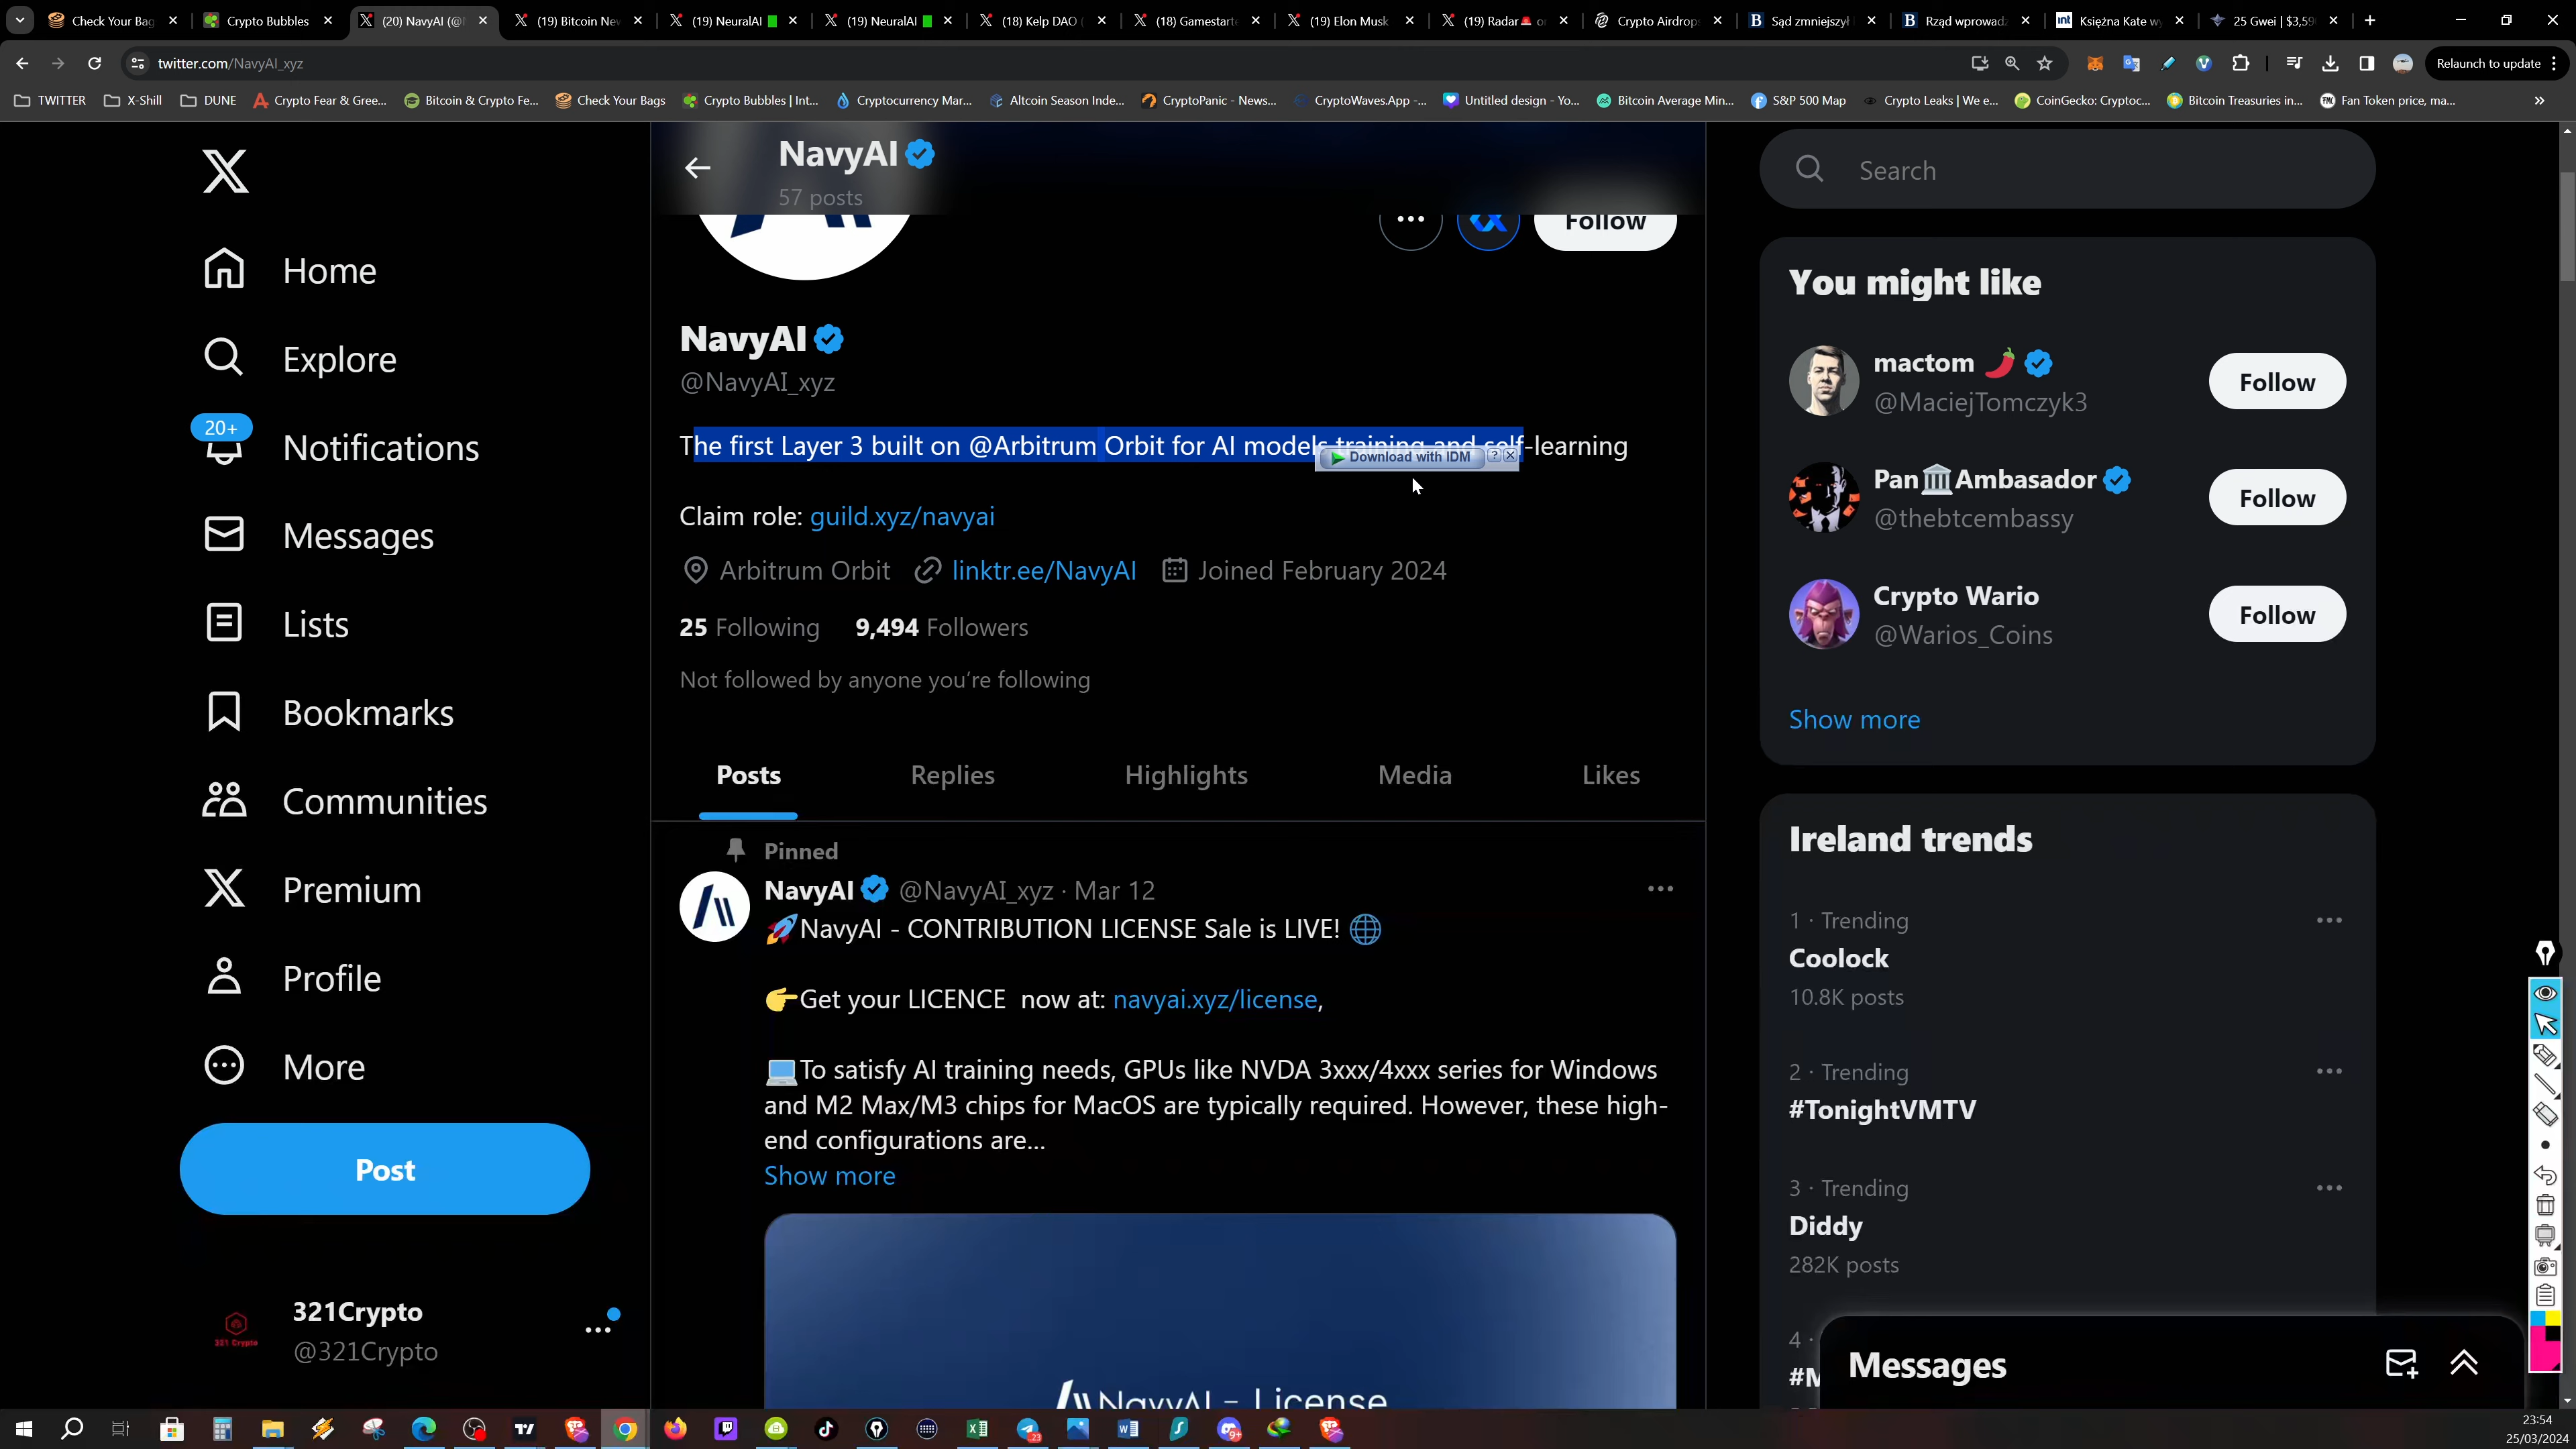 Check Your Bag
Crypto Bubbles
(20) NavyAI (@
(19) Bitcoin Nev
(19) NeuralAI
(19) NeuralAI
(18) Kelp DAO (
(18) Gamestarte
(19) Elon Musk
(19) Radar
Crypto Airdrop
Sąd zmniejszył
Rząd wprowadz
Księżna Kate wy
25 Gwei | $3,59
twitter.com/NavyAI_xyz
Relaunch to update
TWITTER
X-Shill
DUNE
Crypto Fear & Gree...
Bitcoin & Crypto Fe...
Check Your Bags
Crypto Bubbles | Int...
Cryptocurrency Mar...
Altcoin Season Inde...
CryptoPanic - News...
CryptoWaves.App -...
Untitled design - Yo...
Bitcoin Average Min...
S&P 500 Map
Crypto Leaks | We e...
CoinGecko: Cryptoc...
Bitcoin Treasuries in...
Fan Token price, ma...
Home
Explore
20+
Notifications
Messages
Lists
Bookmarks
Communities
Premium
Profile
More
Post
321Crypto
@321Crypto
NavyAI
57 posts
Follow
NavyAI
@NavyAI_xyz
The first Layer 3 built on @Arbitrum Orbit for AI models training and self-learning
Download with IDM
Claim role: guild.xyz/navyai
Arbitrum Orbit linktr.ee/NavyAI Joined February 2024
25 Following 9,494 Followers
Not followed by anyone you’re following
Posts Replies Highlights Media Likes
Pinned
NavyAI @NavyAI_xyz · Mar 12
🚀NavyAI - CONTRIBUTION LICENSE Sale is LIVE! 🌐
👉Get your LICENCE now at: navyai.xyz/license,
💻To satisfy AI training needs, GPUs like NVDA 3xxx/4xxx series for Windows
and M2 Max/M3 chips for MacOS are typically required. However, these high-
end configurations are...
Show more
NavyAI - License
Search
You might like
mactom 🌶️
@MaciejTomczyk3
Follow
Pan🏛️Ambasador
@thebtcembassy
Follow
Crypto Wario
@Warios_Coins
Follow
Show more
Ireland trends
1 · Trending
Coolock
10.8K posts
2 · Trending
#TonightVMTV
3 · Trending
Diddy
282K posts
4 ·
Messages
23:54
25/03/2024